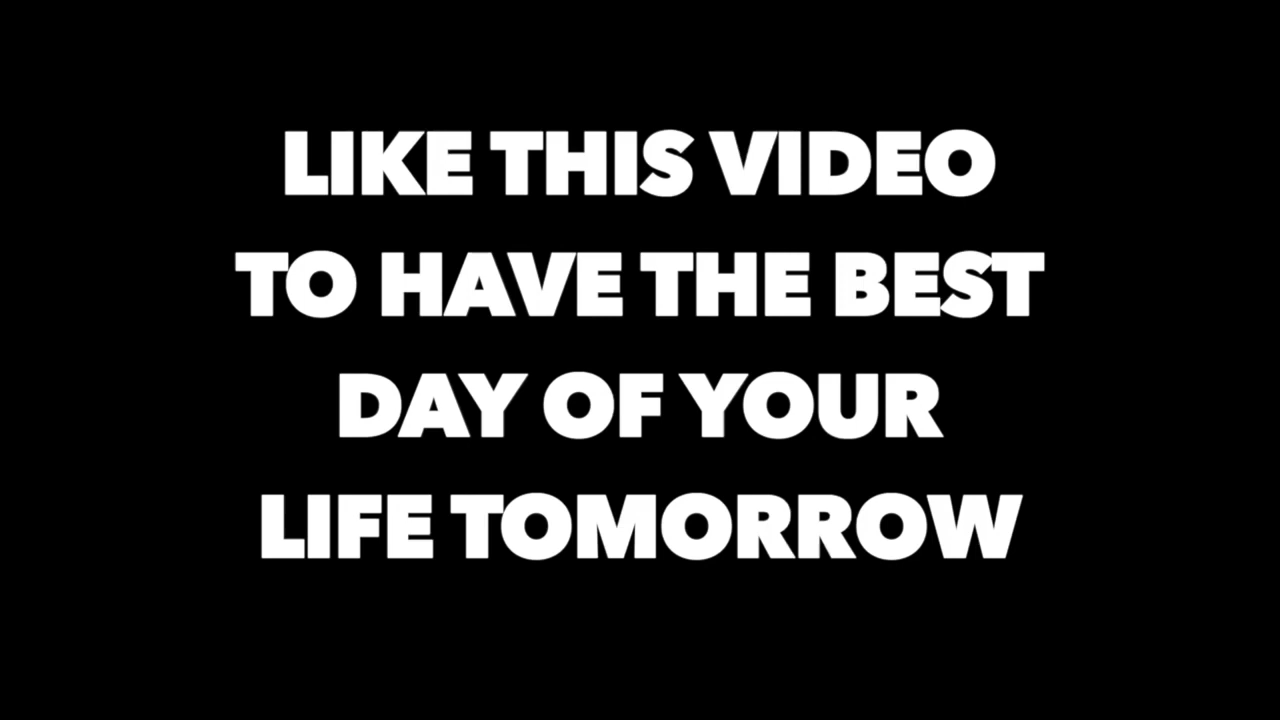 LIKE THIS VIDEO
TO HAVE THE BEST
DAY OF YOUR
LIFE TOMORROW